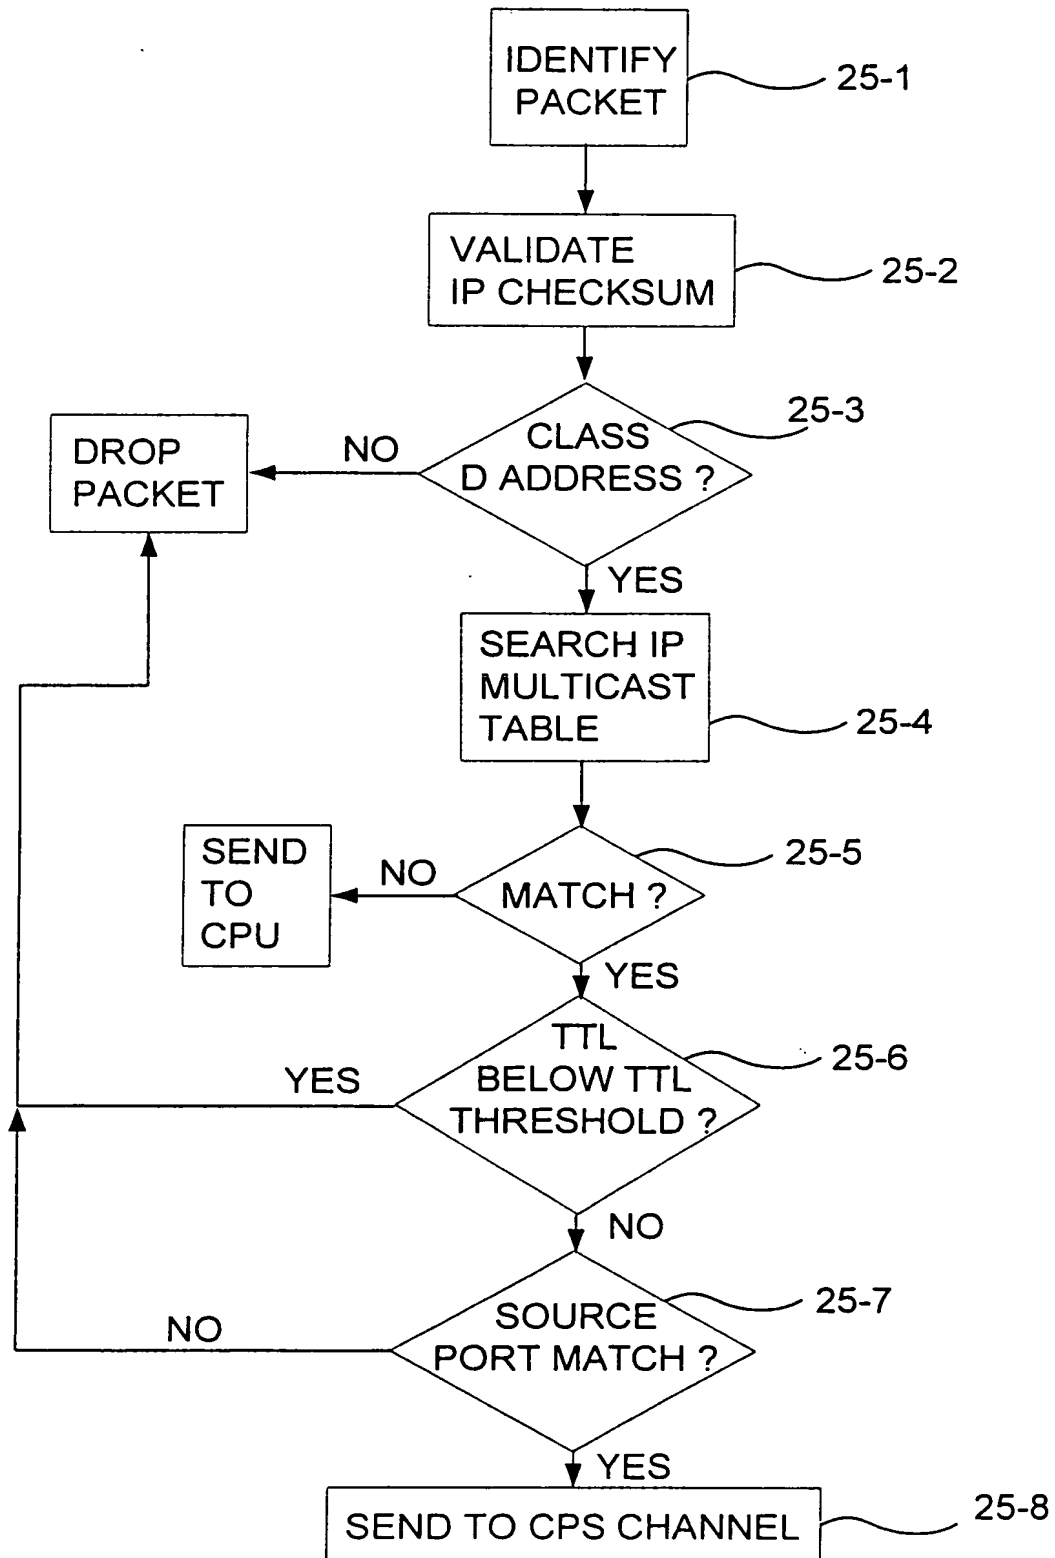 IDENTIFY
PACKET
25-1
VALIDATE
IP CHECKSUM
25-2
CLASS
D ADDRESS ?
25-3
NO
DROP
PACKET
YES
SEARCH IP
MULTICAST
TABLE
25-4
MATCH ?
25-5
NO
SEND
TO
CPU
YES
TTL
BELOW TTL
THRESHOLD ?
25-6
YES
NO
SOURCE
PORT MATCH ?
25-7
NO
YES
SEND TO CPS CHANNEL
25-8